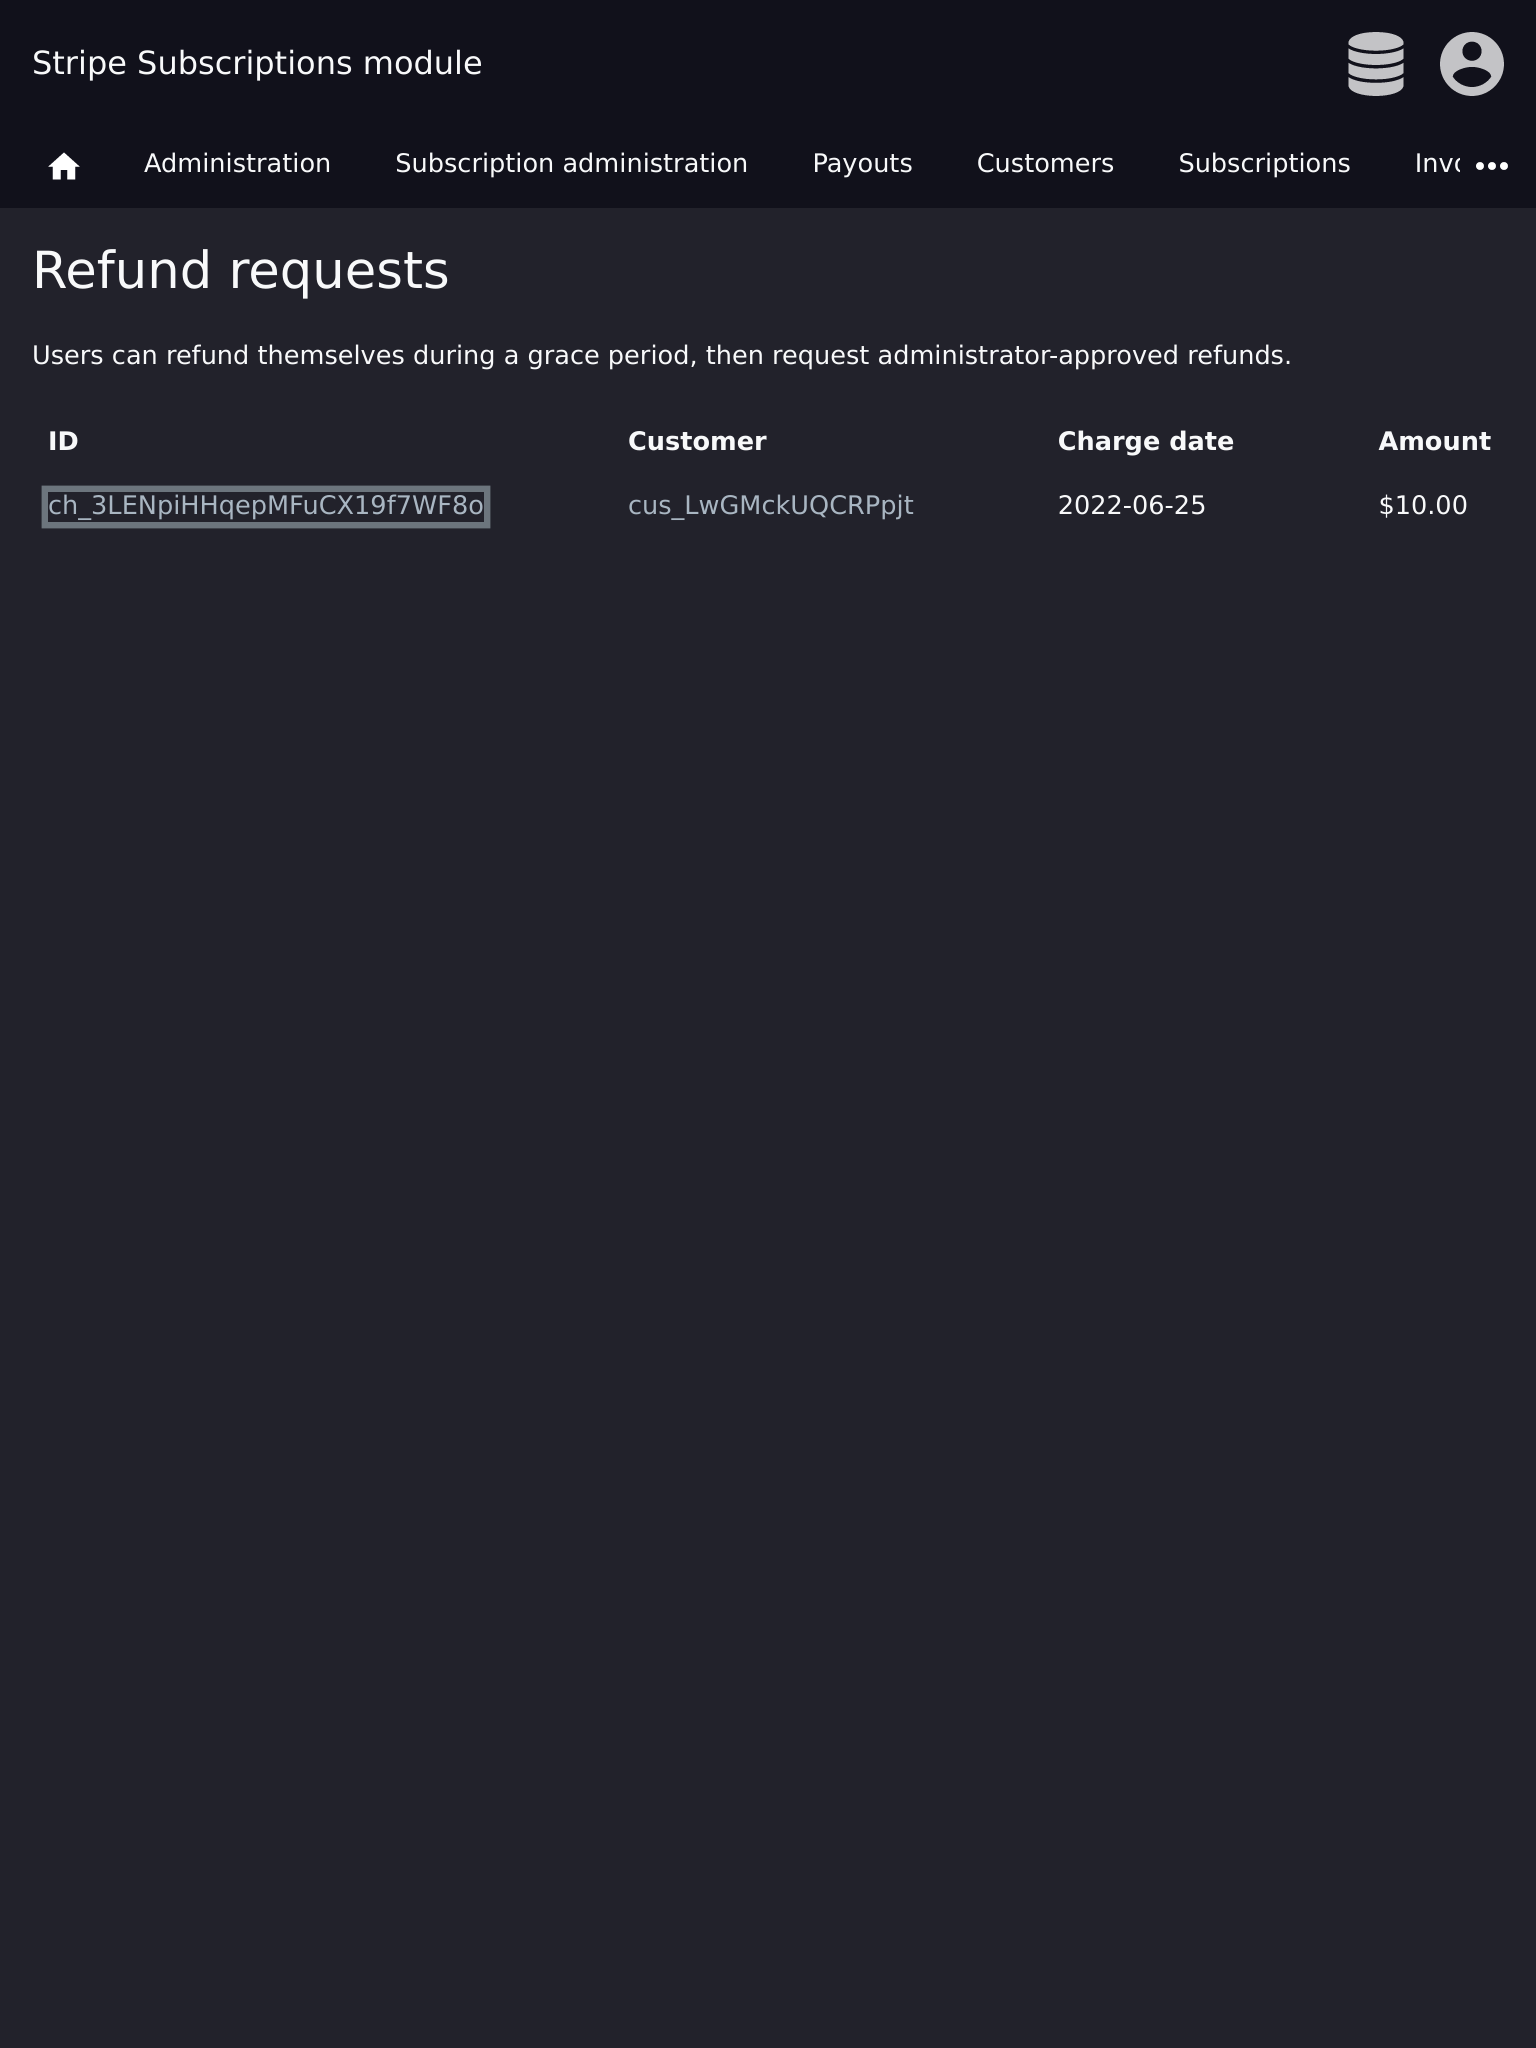 Stripe Subscriptions module
Administration Subscription administration Payouts Customers Subscriptions
Refund requests
Users can refund themselves during a grace period, then request administrator-approved refunds.
ID Customer Charge date Amount
ch_3LENpiHHqepMFuCX19f7WF8o cus_LwGMckUQCRPpjt 2022-06-25 $10.00